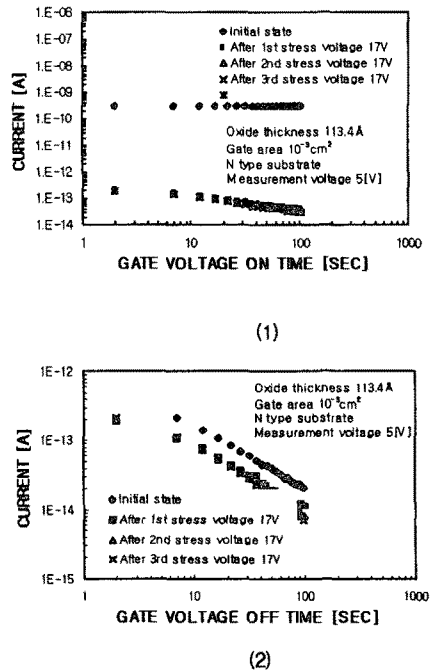 1.E-06
1.E-07
1.E-08
1.E-09
1.E-10
1.E-11
1.E-12
1.E-13
1.E-14
CURRENT [A]
Initial state
After 1st stress voltage 17V
After 2nd stress voltage 17V
After 3rd stress voltage 17V
Oxide thickness 113.4Å
Gate area 10⁻³cm²
N type substrate
Measurement voltage 5[V]
1 10 100 1000
GATE VOLTAGE ON TIME [SEC]
(1)
1E-12
1E-13
1E-14
1E-15
CURRENT [A]
Oxide thickness 113.4Å
Gate area 10⁻³cm²
N type substrate
Measurement voltage 5[V]
Initial state
After 1st stress voltage 17V
After 2nd stress voltage 17V
After 3rd stress voltage 17V
1 10 100 1000
GATE VOLTAGE OFF TIME [SEC]
(2)